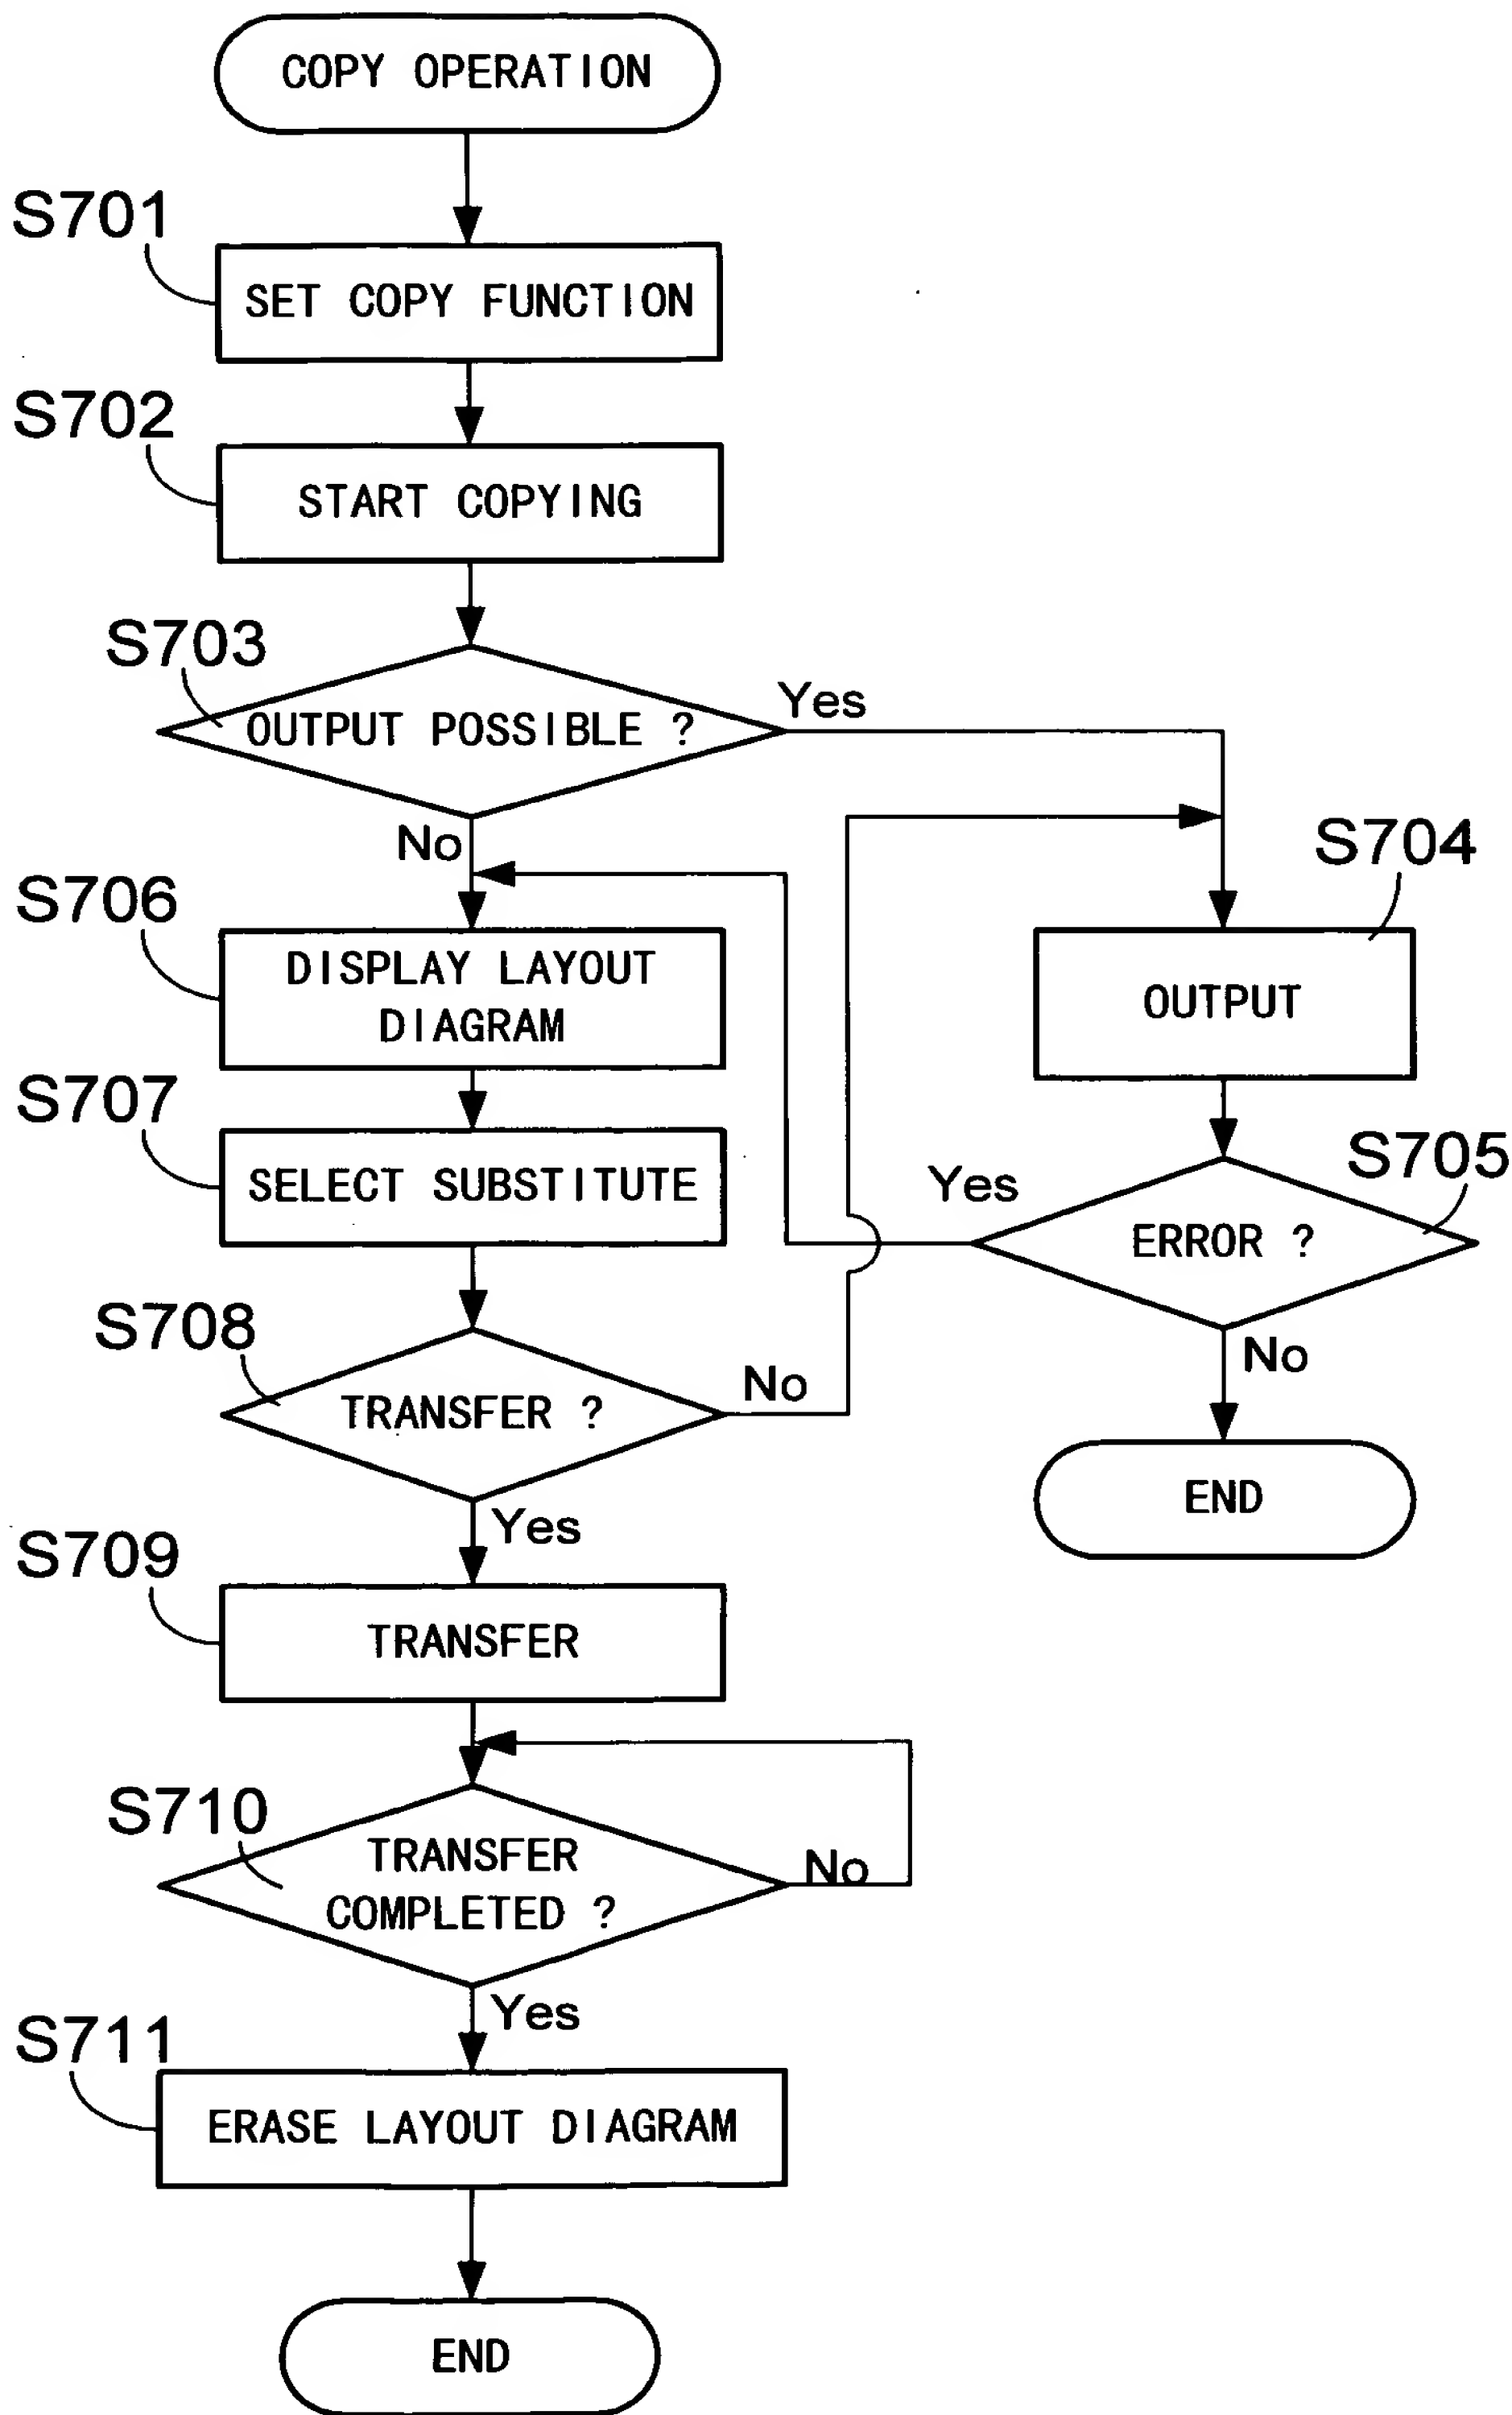 COPY OPERATION
S701
SET COPY FUNCTION
S702
START COPYING
S703
OUTPUT POSSIBLE ?
Yes
No
S704
OUTPUT
S706
DISPLAY LAYOUT
DIAGRAM
S707
SELECT SUBSTITUTE
S705
Yes
ERROR ?
No
END
S708
TRANSFER ?
No
Yes
S709
TRANSFER
S710
TRANSFER
COMPLETED ?
No
Yes
S711
ERASE LAYOUT DIAGRAM
END